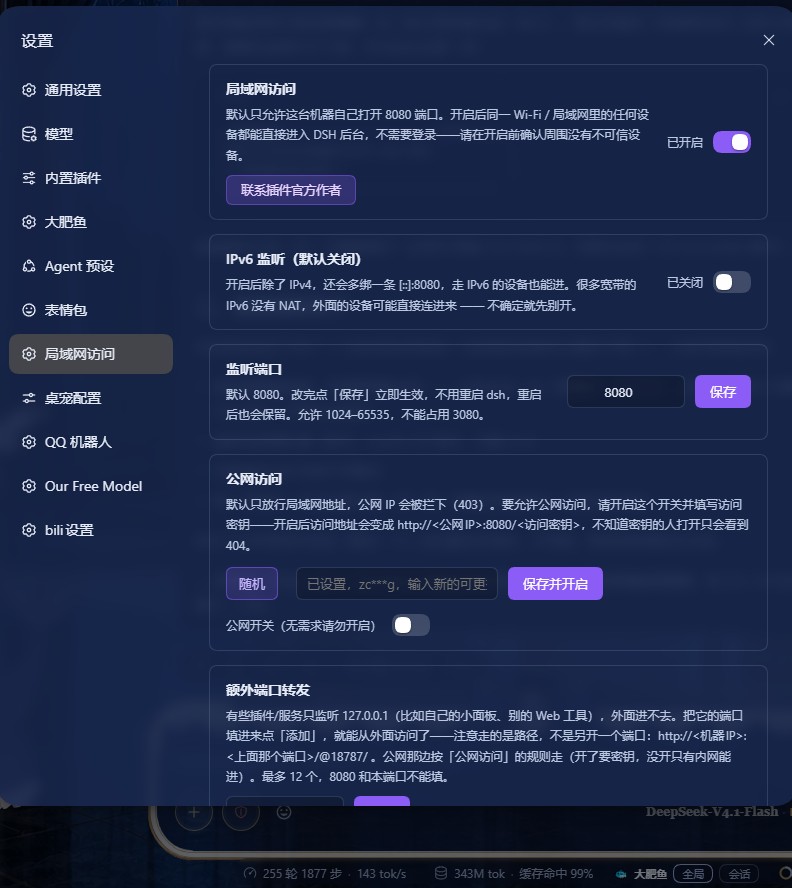 设置
通用设置
模型
内置插件
大肥鱼
Agent 预设
表情包
局域网访问
桌宠配置
QQ 机器人
Our Free Model
bili 设置
局域网访问
默认只允许这台机器自己打开 8080 端口。开启后同一 Wi-Fi / 局域网里的任何设
备都能直接进入 DSH 后台，不需要登录——请在开启前确认周围没有不可信设
备。
已开启
联系插件官方作者
IPv6 监听（默认关闭）
开启后除了 IPv4，还会多绑一条 [::]:8080，走 IPv6 的设备也能进。很多宽带的
IPv6 没有 NAT，外面的设备可能直接连进来 —— 不确定就先别开。
已关闭
监听端口
默认 8080。改完点「保存」立即生效，不用重启 dsh，重启
后也会保留。允许 1024–65535，不能占用 3080。
8080
保存
公网访问
默认只放行局域网地址，公网 IP 会被拦下（403）。要允许公网访问，请开启这个开关并填写访问
密钥——开启后访问地址会变成 http://<公网IP>:8080/<访问密钥>，不知道密钥的人打开只会看到
404。
随机
已设置，zc***g，输入新的可更
保存并开启
公网开关（无需求请勿开启）
额外端口转发
有些插件/服务只监听 127.0.0.1（比如自己的小面板、别的 Web 工具），外面进不去。把它的端口
填进来点「添加」，就能从外面访问了——注意走的是路径，不是另开一个端口：http://<机器IP>:
<上面那个端口>/@18787/ 。公网那边按「公网访问」的规则走（开了要密钥，没开只有内网能
进）。最多 12 个，8080 和本端口不能填。
DeepSeek-V4.1-Flash
255 轮 1877 步 · 143 tok/s
343M tok · 缓存命中 99%
大肥鱼
全局
会话